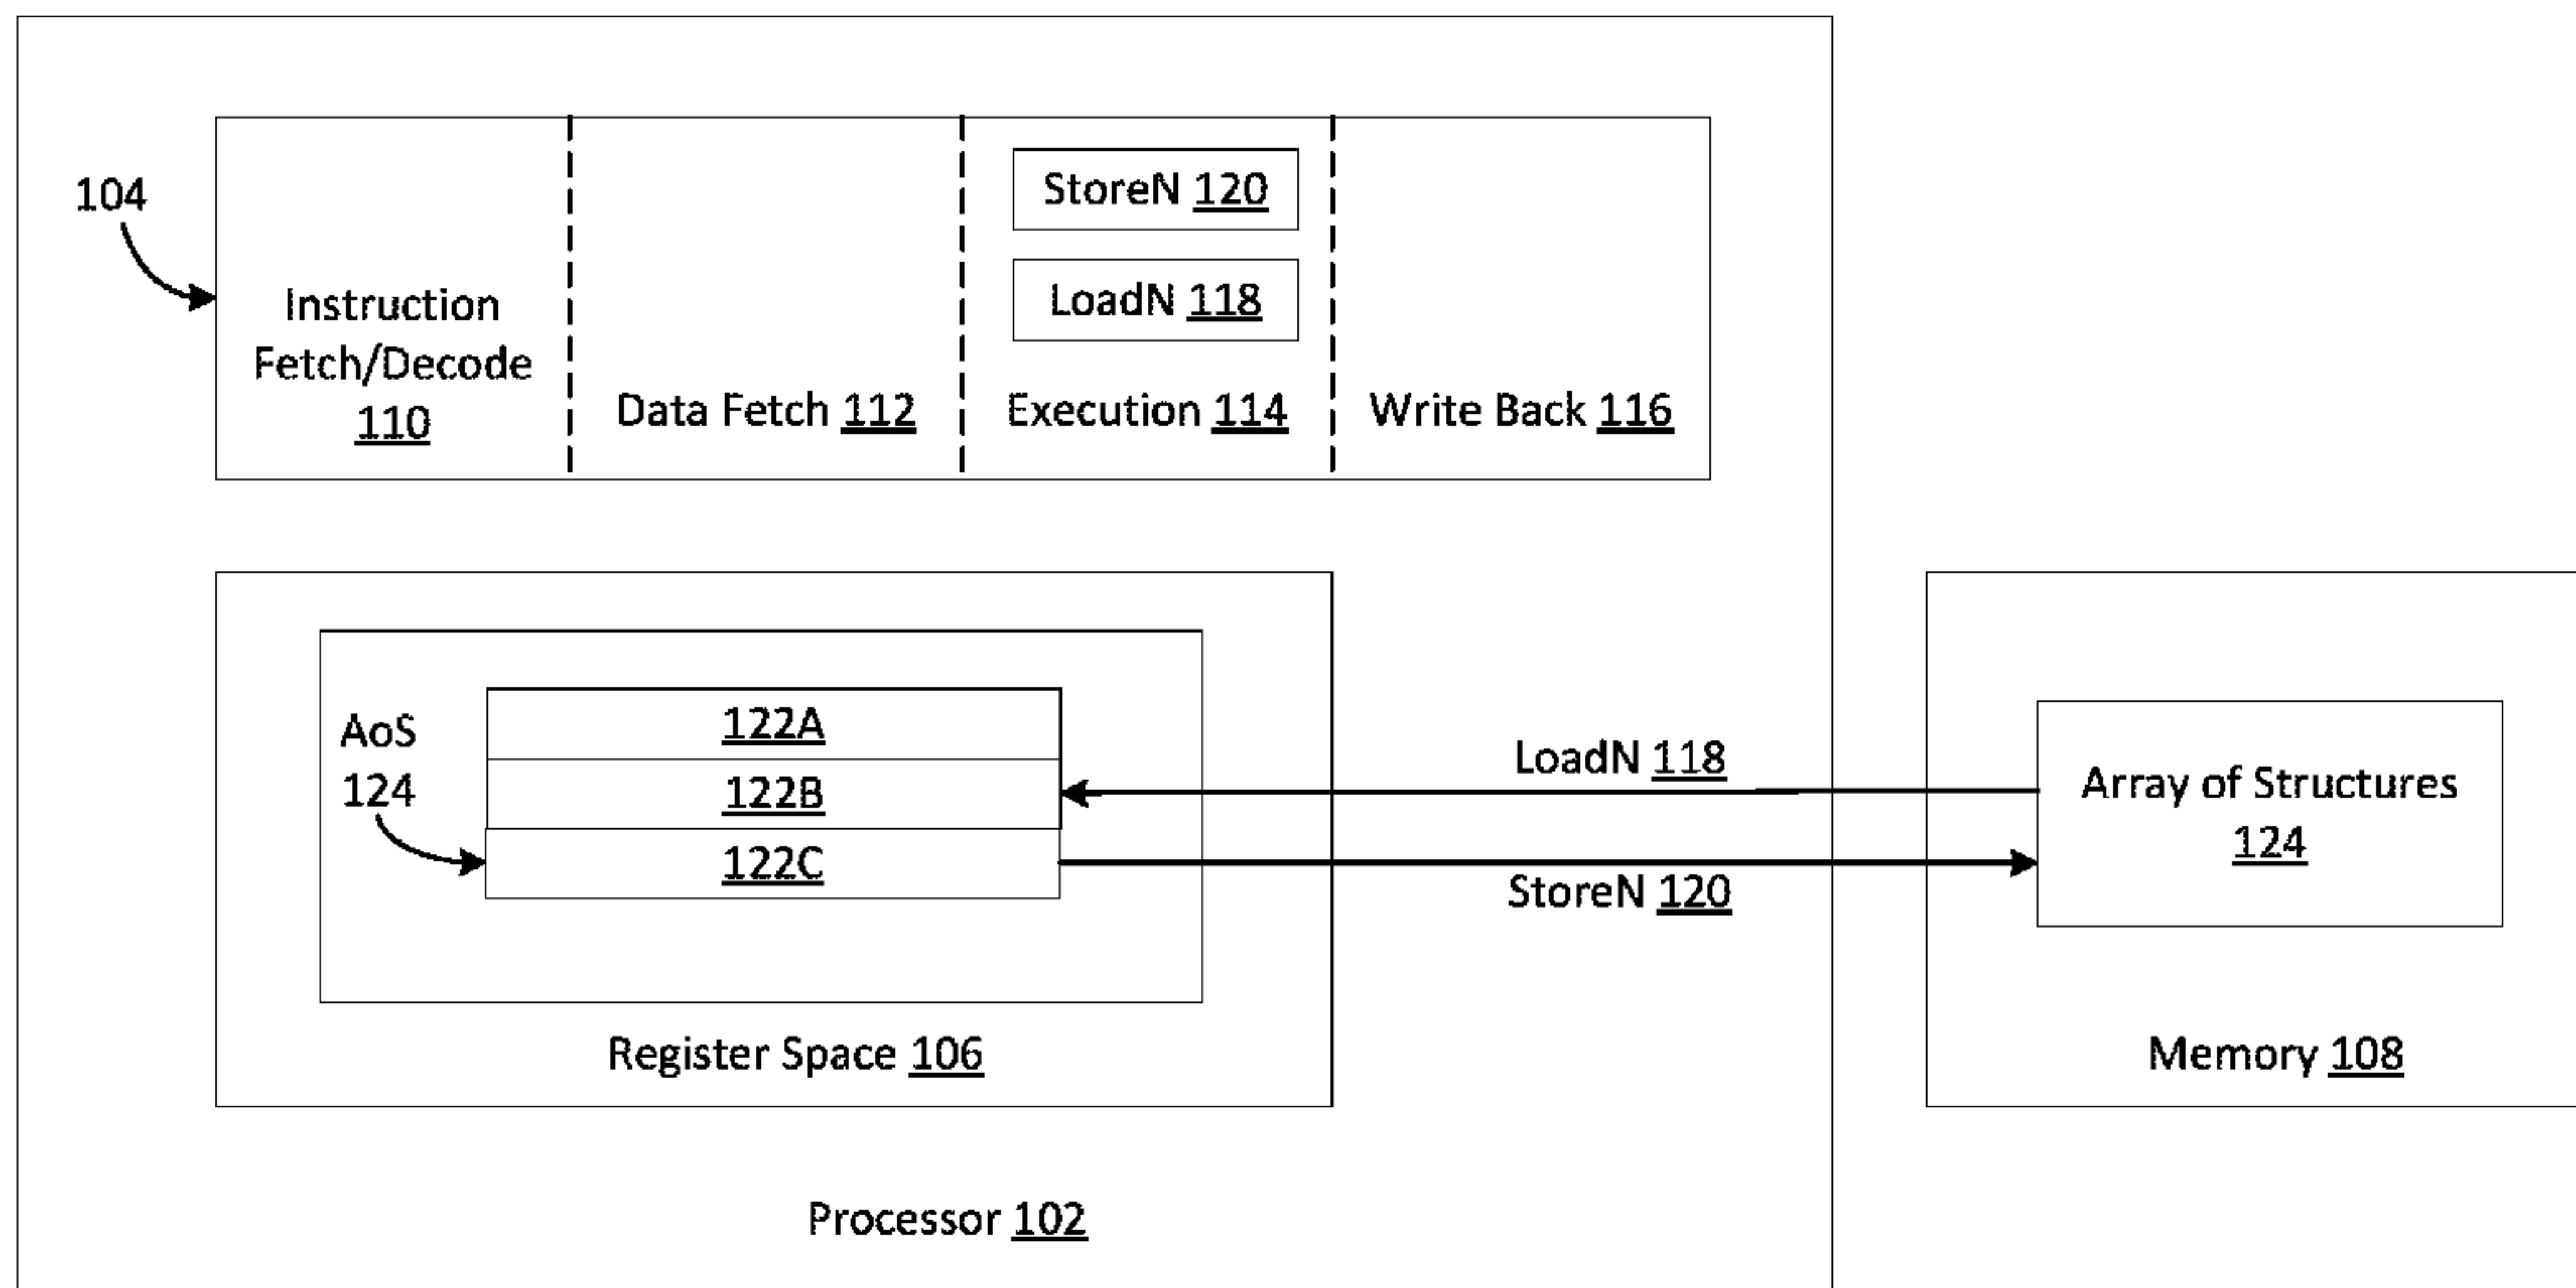 104
Instruction
Fetch/Decode
110
Data Fetch 112
StoreN 120
LoadN 118
Execution 114
Write Back 116
AoS
124
122A
122B
122C
Register Space 106
LoadN 118
StoreN 120
Array of Structures
124
Memory 108
Processor 102